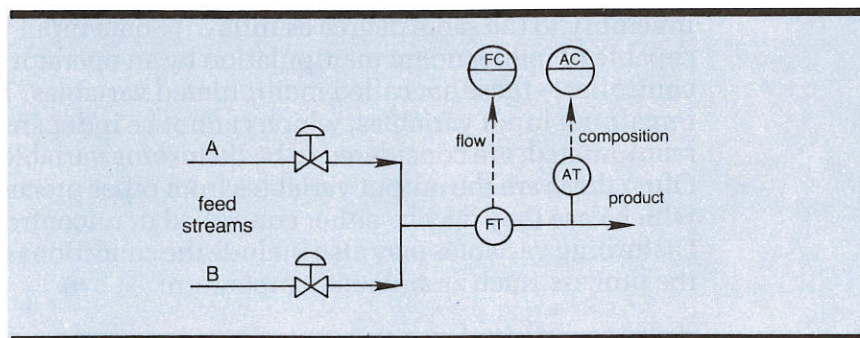 FC
AC
flow
composition
A
AT
product
feed
streams
FT
B